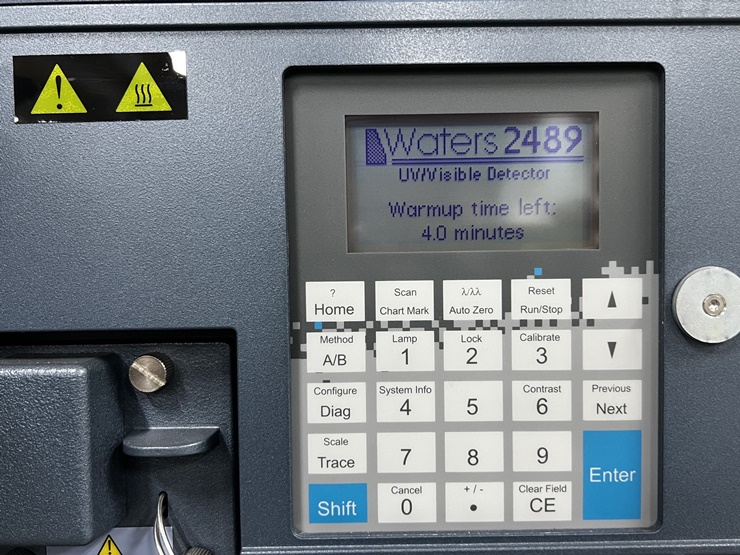 Waters 2489
UV/Visible Detector
Warmup time left:
4.0 minutes
?
Home
Scan
Chart Mark
λ/λλ
Auto Zero
Reset
Run/Stop
▲
Method
A/B
Lamp
1
Lock
2
Calibrate
3
▼
Configure
Diag
System Info
4
5
Contrast
6
Previous
Next
Scale
Trace
7
8
9
Enter
Shift
Cancel
0
+ / -
•
Clear Field
CE